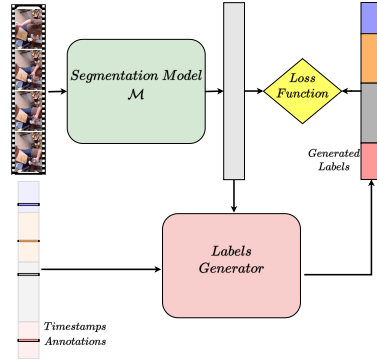 Segmentation Model
M
Loss
Function
Generated
Labels
Labels
Generator
Timestamps
Annotations